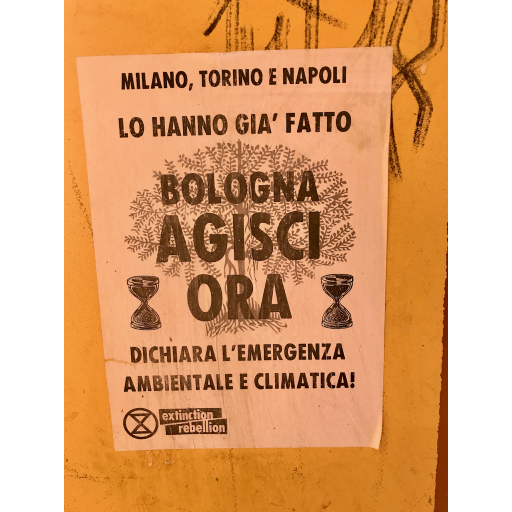 MILANO, TORINO E NAPOLI
LO HANNO GIA' FATTO
BOLOGNA
AGISCI
ORA
DICHIARA L'EMERGENZA
AMBIENTALE E CLIMATICA!
extinction
rebellion